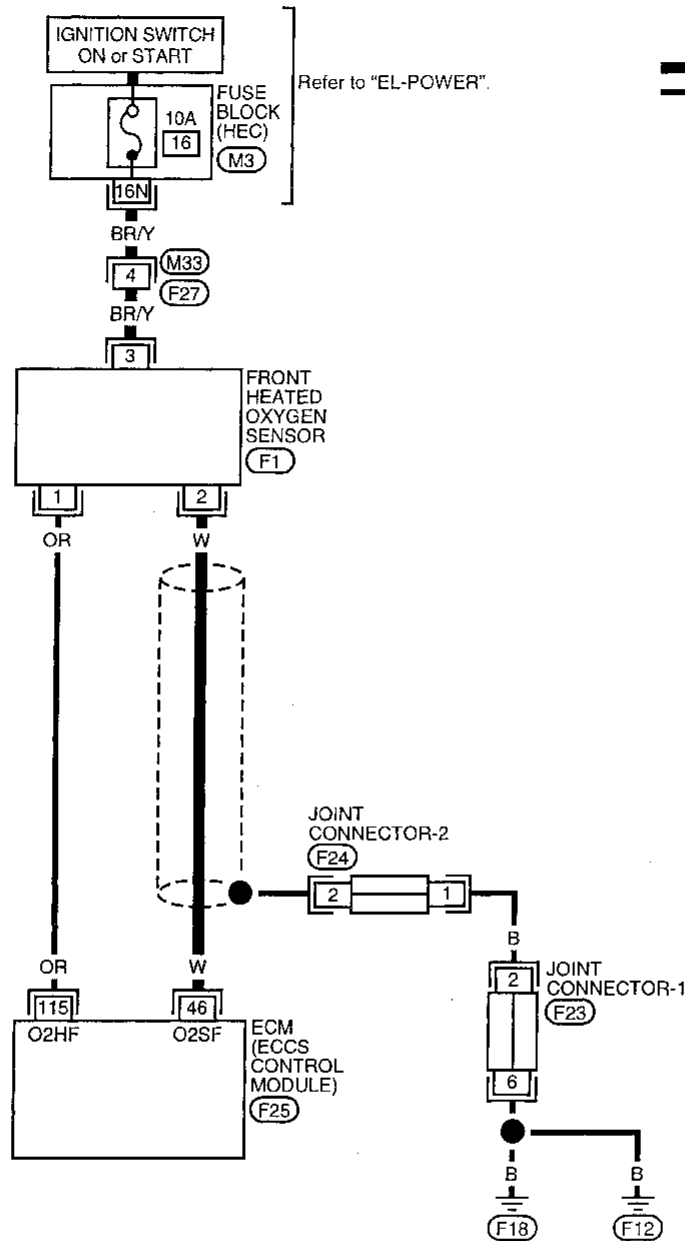 IGNITION SWITCH
ON or START
Refer to "EL-POWER".
FUSE
BLOCK
(HEC)
10A
16
M3
16N
BR/Y
M33
4
F27
BR/Y
3
FRONT
HEATED
OXYGEN
SENSOR
F1
1
2
OR
W
JOINT
CONNECTOR-2
F24
2
1
B
OR
W
2
JOINT
CONNECTOR-1
F23
115
46
O2HF
O2SF
ECM
(ECCS
CONTROL
MODULE)
F25
6
B
B
F18
F12